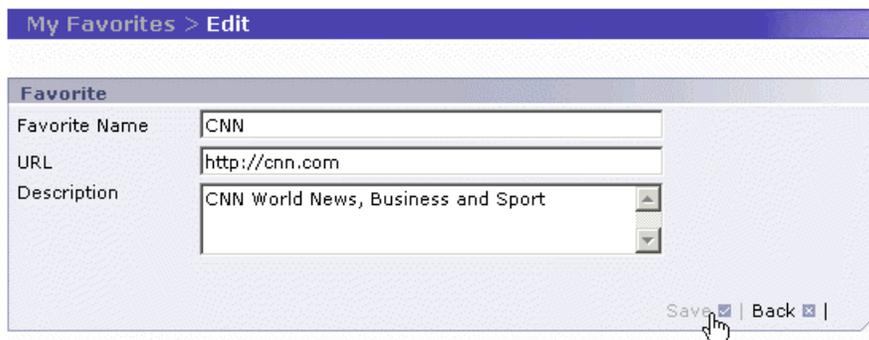 My Favorites > Edit
Favorite
Favorite Name CNN
URL http://cnn.com
Description CNN World News, Business and Sport
Save | Back |